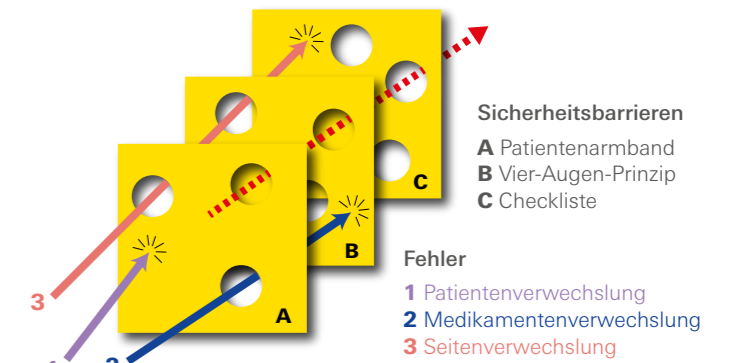 Sicherheitsbarrieren
A Patientenarmband
B Vier-Augen-Prinzip
C Checkliste
C
B
A
Fehler
1 Patientenverwechslung
2 Medikamentenverwechslung
3 Seitenverwechslung
3